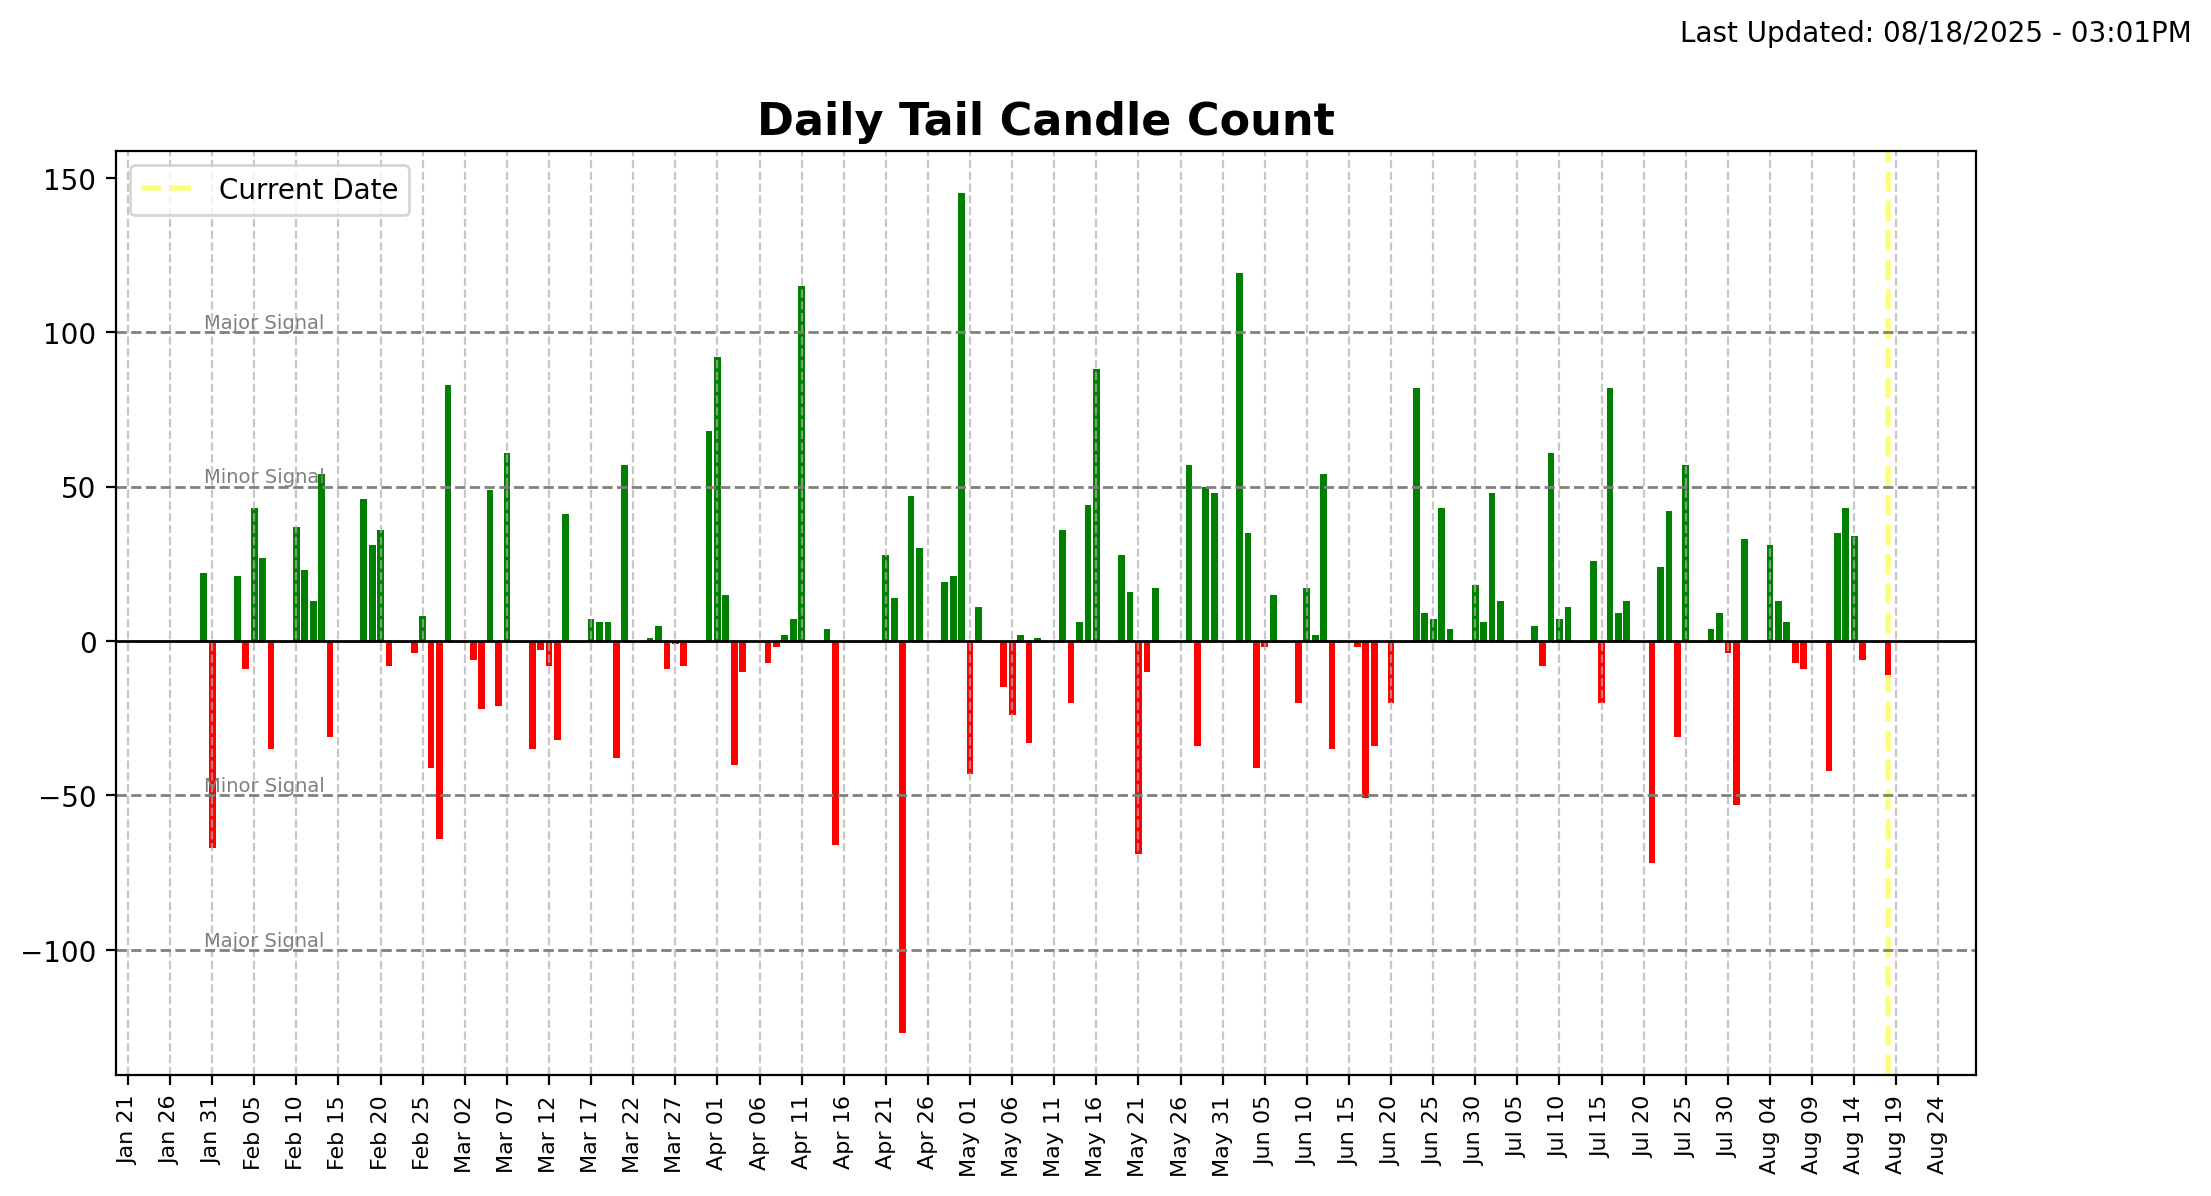 Last Updated: 08/18/2025 - 03:01PM
Daily Tail Candle Count
Current Date
150
100
50
0
−50
−100
Major Signal
Minor Signal
Minor Signal
Major Signal
Jan 21
Jan 26
Jan 31
Feb 05
Feb 10
Feb 15
Feb 20
Feb 25
Mar 02
Mar 07
Mar 12
Mar 17
Mar 22
Mar 27
Apr 01
Apr 06
Apr 11
Apr 16
Apr 21
Apr 26
May 01
May 06
May 11
May 16
May 21
May 26
May 31
Jun 05
Jun 10
Jun 15
Jun 20
Jun 25
Jun 30
Jul 05
Jul 10
Jul 15
Jul 20
Jul 25
Jul 30
Aug 04
Aug 09
Aug 14
Aug 19
Aug 24